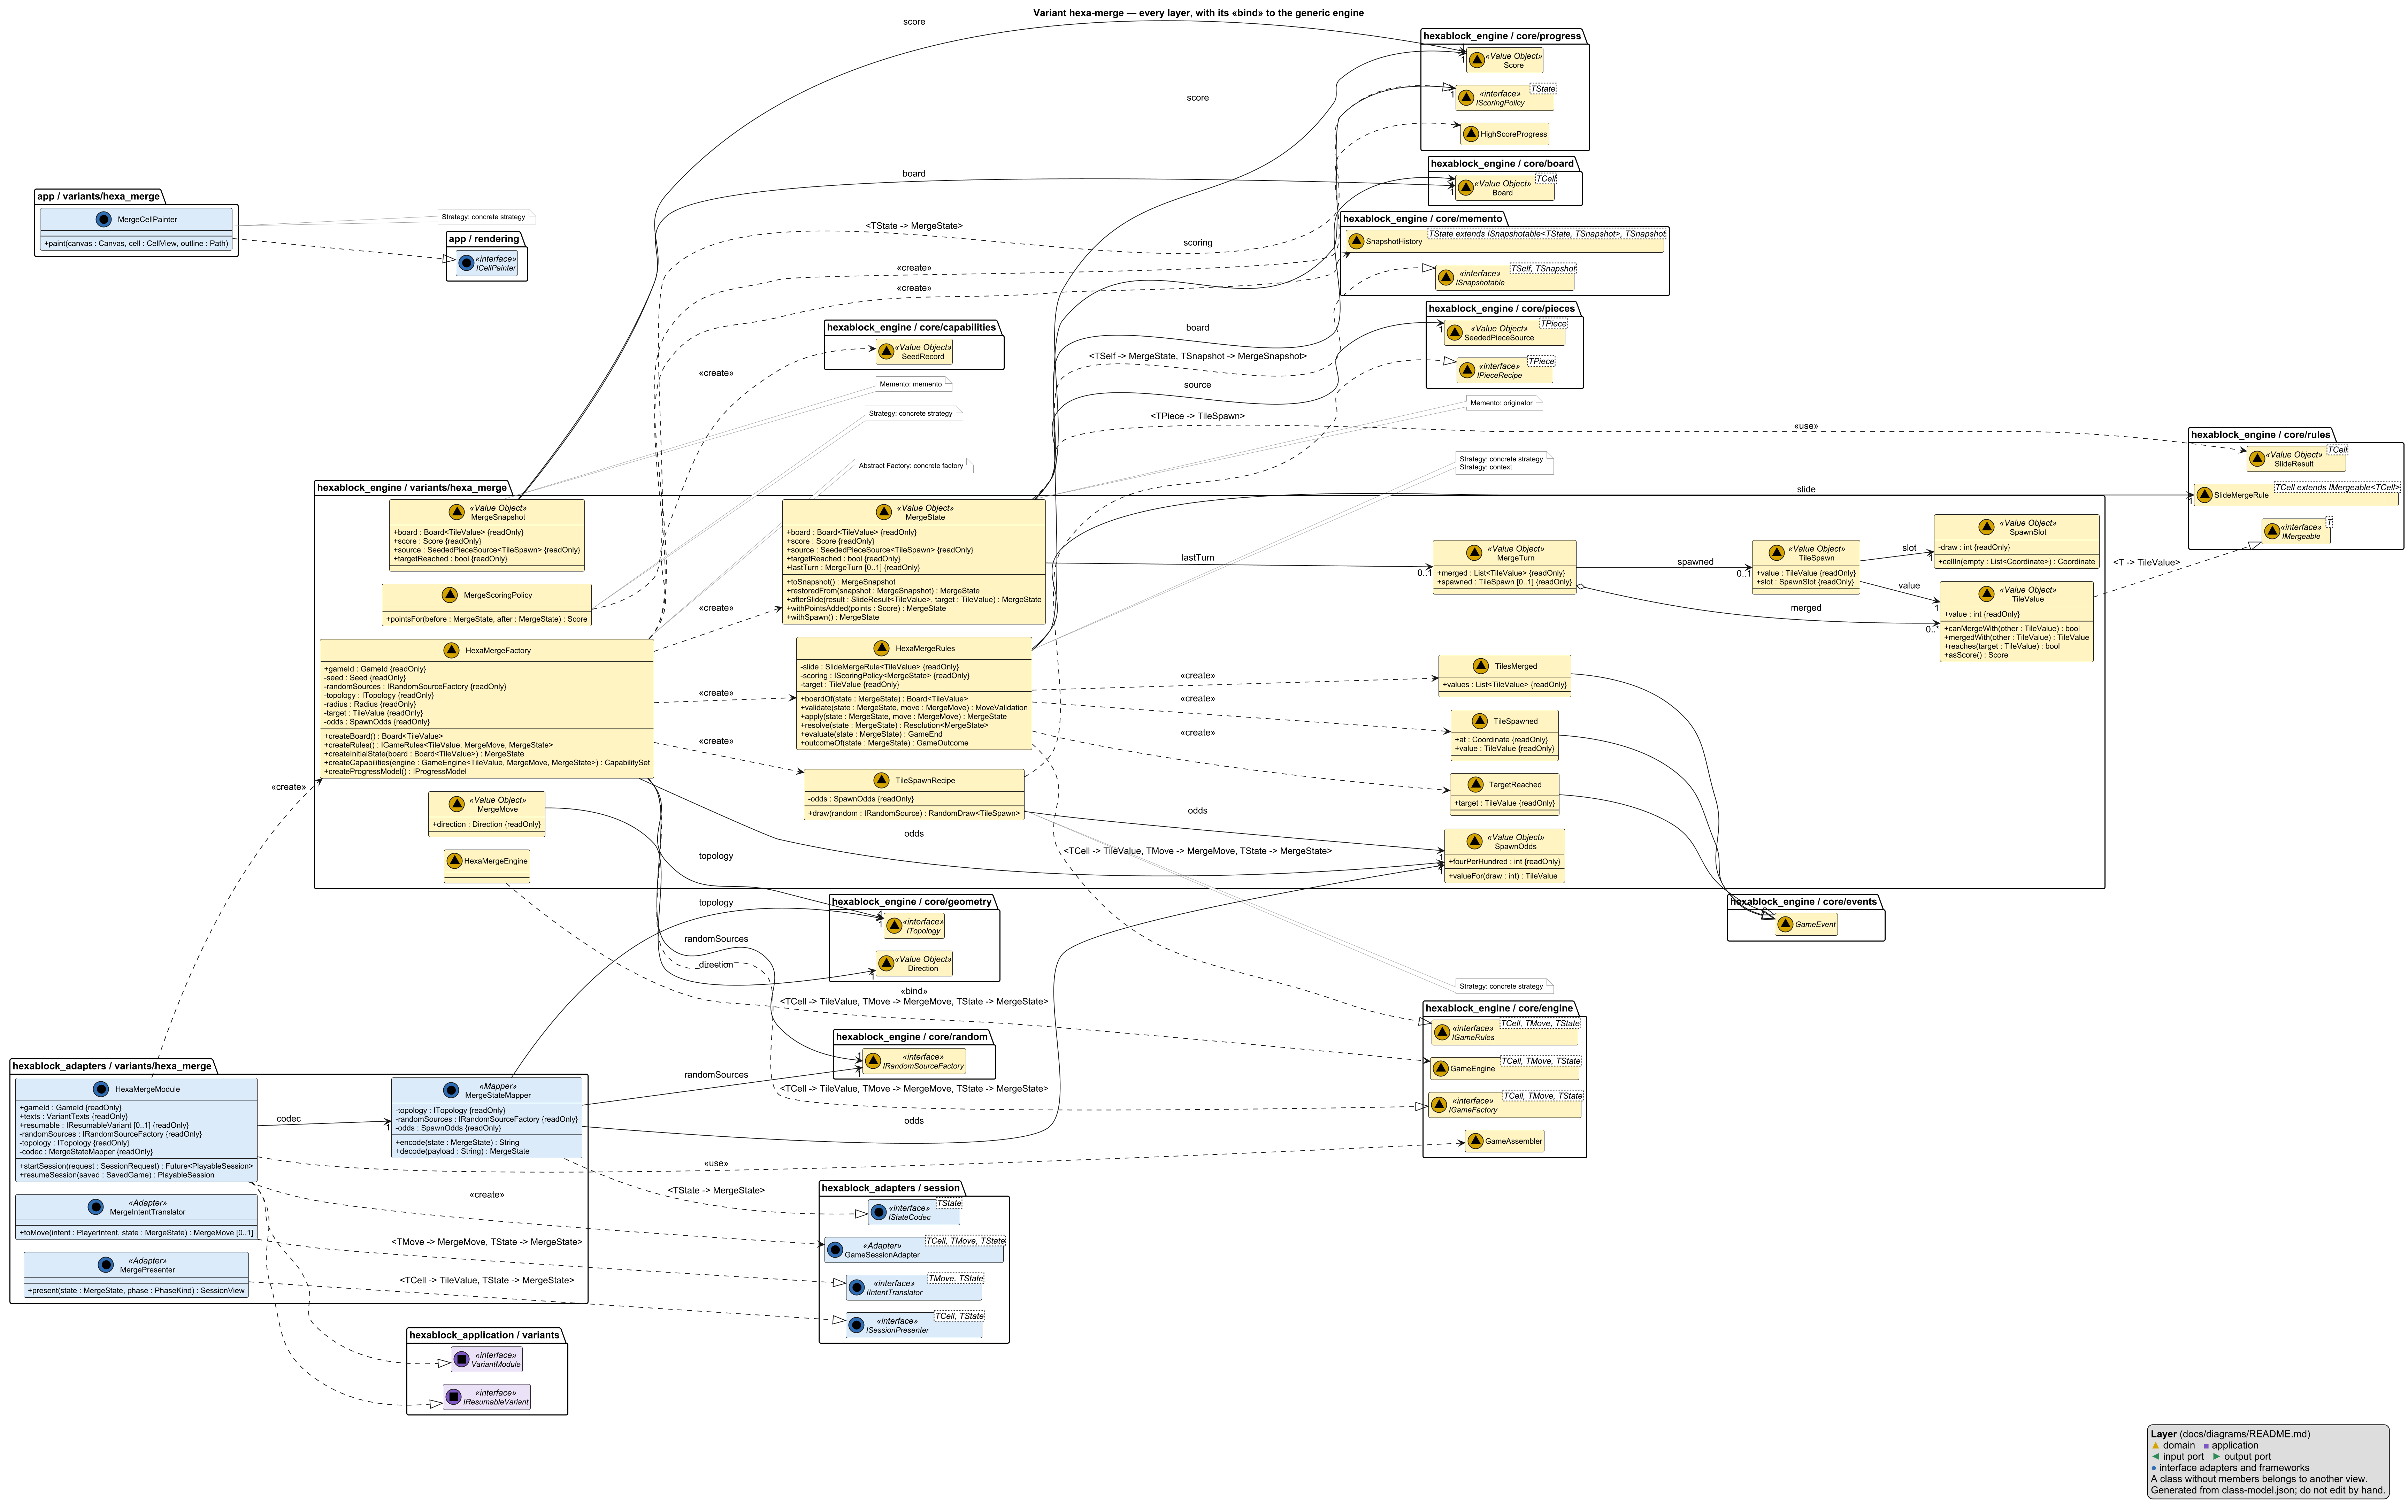 Variant hexa-merge — every layer, with its «bind» to the generic engine
app / variants/hexa_merge
MergeCellPainter
+paint(canvas : Canvas, cell : CellView, outline : Path)
Strategy: concrete strategy
app / rendering
«interface»
ICellPainter
hexablock_engine / core/progress
«Value Object»
Score
«interface»
IScoringPolicy
TState
HighScoreProgress
hexablock_engine / core/board
«Value Object»
Board
TCell
hexablock_engine / core/memento
SnapshotHistory
TState extends ISnapshotable<TState, TSnapshot>, TSnapshot
«interface»
ISnapshotable
TSelf, TSnapshot
hexablock_engine / core/pieces
«Value Object»
SeededPieceSource
TPiece
«interface»
IPieceRecipe
TPiece
hexablock_engine / core/capabilities
«Value Object»
SeedRecord
Memento: memento
Strategy: concrete strategy
Abstract Factory: concrete factory
Memento: originator
Strategy: concrete strategy
Strategy: context
hexablock_engine / core/rules
«Value Object»
SlideResult
TCell
SlideMergeRule
TCell extends IMergeable<TCell>
«interface»
IMergeable
T
score
score
board
<TState -> MergeState>
scoring
«create»
«create»
board
<TSelf -> MergeState, TSnapshot -> MergeSnapshot>
«create»
source
<TPiece -> TileSpawn>
«use»
slide
<T -> TileValue>
hexablock_engine / variants/hexa_merge
«Value Object»
MergeSnapshot
+board : Board<TileValue> {readOnly}
+score : Score {readOnly}
+source : SeededPieceSource<TileSpawn> {readOnly}
+targetReached : bool {readOnly}
MergeScoringPolicy
+pointsFor(before : MergeState, after : MergeState) : Score
HexaMergeFactory
+gameId : GameId {readOnly}
-seed : Seed {readOnly}
-randomSources : IRandomSourceFactory {readOnly}
-topology : ITopology {readOnly}
-radius : Radius {readOnly}
-target : TileValue {readOnly}
-odds : SpawnOdds {readOnly}
+createBoard() : Board<TileValue>
+createRules() : IGameRules<TileValue, MergeMove, MergeState>
+createInitialState(board : Board<TileValue>) : MergeState
+createCapabilities(engine : GameEngine<TileValue, MergeMove, MergeState>) : CapabilitySet
+createProgressModel() : IProgressModel
«Value Object»
MergeMove
+direction : Direction {readOnly}
HexaMergeEngine
«create»
«create»
«create»
«Value Object»
MergeState
+board : Board<TileValue> {readOnly}
+score : Score {readOnly}
+source : SeededPieceSource<TileSpawn> {readOnly}
+targetReached : bool {readOnly}
+lastTurn : MergeTurn [0..1] {readOnly}
+toSnapshot() : MergeSnapshot
+restoredFrom(snapshot : MergeSnapshot) : MergeState
+afterSlide(result : SlideResult<TileValue>, target : TileValue) : MergeState
+withPointsAdded(points : Score) : MergeState
+withSpawn() : MergeState
HexaMergeRules
-slide : SlideMergeRule<TileValue> {readOnly}
-scoring : IScoringPolicy<MergeState> {readOnly}
-target : TileValue {readOnly}
+boardOf(state : MergeState) : Board<TileValue>
+validate(state : MergeState, move : MergeMove) : MoveValidation
+apply(state : MergeState, move : MergeMove) : MergeState
+resolve(state : MergeState) : Resolution<MergeState>
+evaluate(state : MergeState) : GameEnd
+outcomeOf(state : MergeState) : GameOutcome
TileSpawnRecipe
-odds : SpawnOdds {readOnly}
+draw(random : IRandomSource) : RandomDraw<TileSpawn>
lastTurn
0..1
«Value Object»
MergeTurn
+merged : List<TileValue> {readOnly}
+spawned : TileSpawn [0..1] {readOnly}
spawned
0..1
«Value Object»
TileSpawn
+value : TileValue {readOnly}
+slot : SpawnSlot {readOnly}
slot
1
value
1
merged
0..*
«Value Object»
SpawnSlot
-draw : int {readOnly}
+cellIn(empty : List<Coordinate>) : Coordinate
«Value Object»
TileValue
+value : int {readOnly}
+canMergeWith(other : TileValue) : bool
+mergedWith(other : TileValue) : TileValue
+reaches(target : TileValue) : bool
+asScore() : Score
«create»
«create»
«create»
TilesMerged
+values : List<TileValue> {readOnly}
TileSpawned
+at : Coordinate {readOnly}
+value : TileValue {readOnly}
TargetReached
+target : TileValue {readOnly}
«Value Object»
SpawnOdds
+fourPerHundred : int {readOnly}
+valueFor(draw : int) : TileValue
odds
odds
<TCell -> TileValue, TMove -> MergeMove, TState -> MergeState>
«create»
topology
topology
randomSources
direction
hexablock_engine / core/geometry
«interface»
ITopology
«Value Object»
Direction
hexablock_engine / core/events
GameEvent
«bind»
<TCell -> TileValue, TMove -> MergeMove, TState -> MergeState>
Strategy: concrete strategy
hexablock_engine / core/random
«interface»
IRandomSourceFactory
hexablock_engine / core/engine
«interface»
IGameRules
TCell, TMove, TState
GameEngine
TCell, TMove, TState
«interface»
IGameFactory
TCell, TMove, TState
GameAssembler
hexablock_adapters / variants/hexa_merge
HexaMergeModule
+gameId : GameId {readOnly}
+texts : VariantTexts {readOnly}
+resumable : IResumableVariant [0..1] {readOnly}
-randomSources : IRandomSourceFactory {readOnly}
-topology : ITopology {readOnly}
-codec : MergeStateMapper {readOnly}
+startSession(request : SessionRequest) : Future<PlayableSession>
+resumeSession(saved : SavedGame) : PlayableSession
codec
1
«Mapper»
MergeStateMapper
-topology : ITopology {readOnly}
-randomSources : IRandomSourceFactory {readOnly}
-odds : SpawnOdds {readOnly}
+encode(state : MergeState) : String
+decode(payload : String) : MergeState
«Adapter»
MergeIntentTranslator
+toMove(intent : PlayerIntent, state : MergeState) : MergeMove [0..1]
«Adapter»
MergePresenter
+present(state : MergeState, phase : PhaseKind) : SessionView
randomSources
<TCell -> TileValue, TMove -> MergeMove, TState -> MergeState>
odds
«use»
<TState -> MergeState>
«create»
<TMove -> MergeMove, TState -> MergeState>
<TCell -> TileValue, TState -> MergeState>
hexablock_adapters / session
«interface»
IStateCodec
TState
«Adapter»
GameSessionAdapter
TCell, TMove, TState
«interface»
IIntentTranslator
TMove, TState
«interface»
ISessionPresenter
TCell, TState
hexablock_application / variants
«interface»
VariantModule
«interface»
IResumableVariant
Layer (docs/diagrams/README.md)
domain application
input port output port
interface adapters and frameworks
A class without members belongs to another view.
Generated from class-model.json; do not edit by hand.